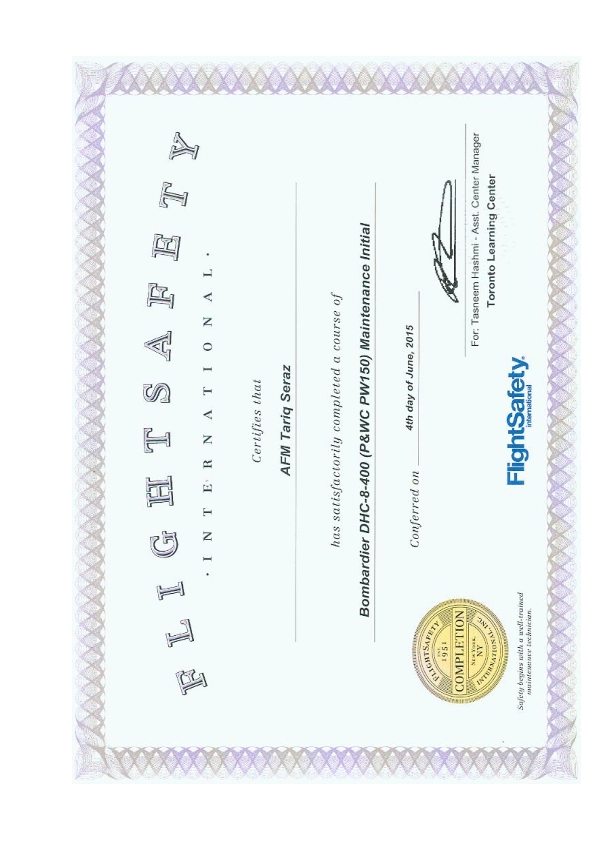 FLIGHTSAFETY
· INTERNATIONAL ·
Certifies that
AFM Tariq Seraz
has satisfactorily completed a course of
Bombardier DHC-8-400 (P&WC PW150) Maintenance Initial
Conferred on 4th day of June, 2015
FLIGHTSAFETY
EST.
1951
COMPLETION
NEW YORK,
NY
INTERNATIONAL, INC.
Safety begins with a well-trained
maintenance technician.
For: Tasneem Hashmi - Asst. Center Manager
Toronto Learning Center
FlightSafety
international